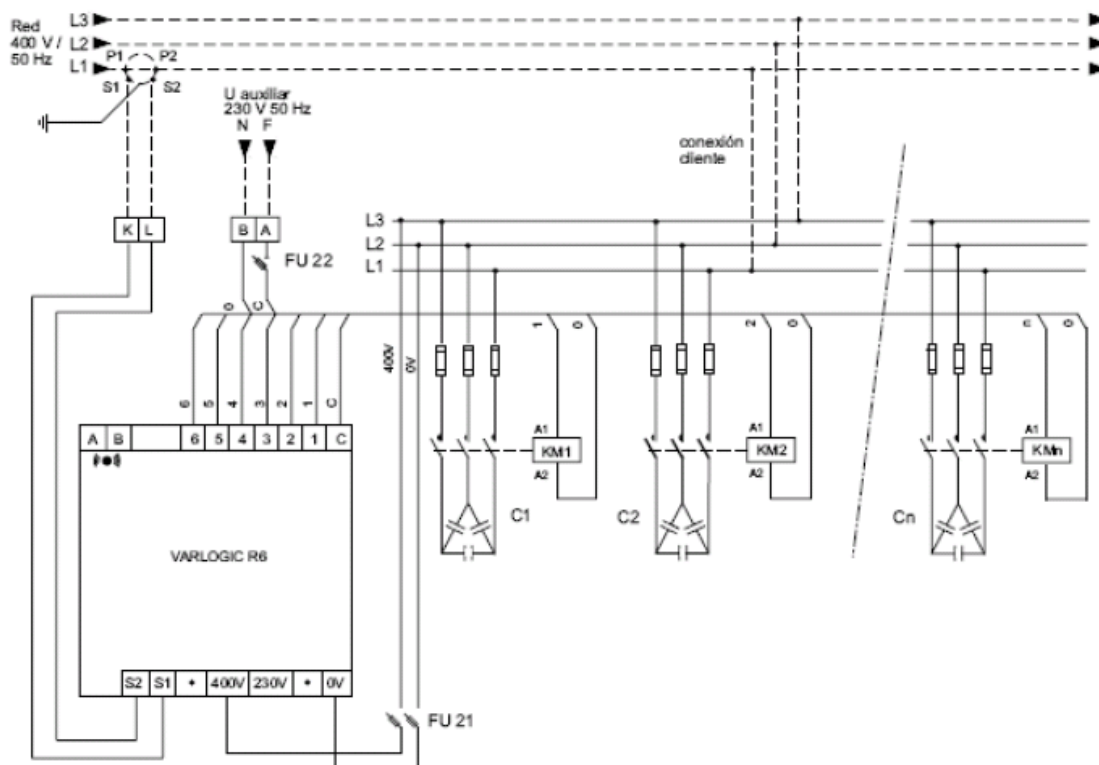 Red
400 V /
50 Hz
L3
L2
L1
P1 P2
S1 S2
U auxiliar
230 V 50 Hz
N F
conexión
cliente
K L
B A
FU 22
L3
L2
L1
0 C
400V 0V
1 0
2 0
n 0
6 5 4 3 2 1 C
A B 6 5 4 3 2 1 C
A1
KM1
A2
A1
KM2
A2
A1
KMn
A2
C1
C2
Cn
VARLOGIC R6
S2 S1 + 400V 230V + 0V
FU 21